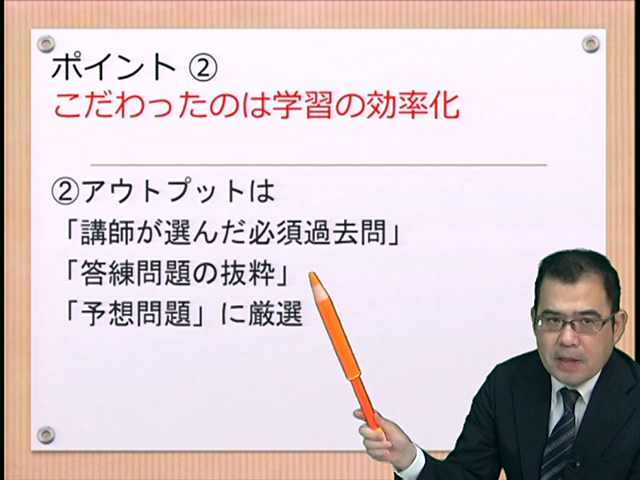 ポイント ②
こだわったのは学習の効率化
②アウトプットは
「講師が選んだ必須過去問」
「答練問題の抜粋」
「予想問題」に厳選